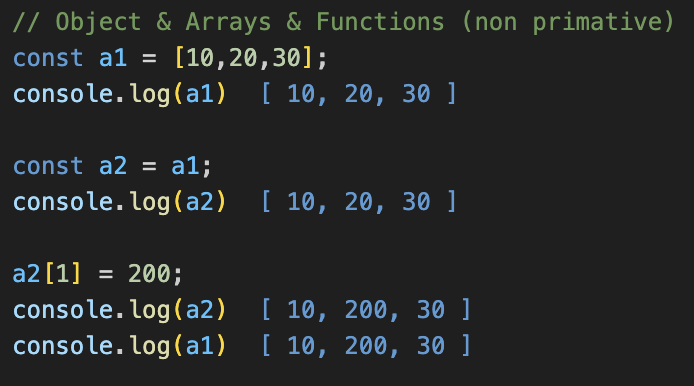 // Object & Arrays & Functions (non primative)
const a1 = [10,20,30];
console.log(a1)  [ 10, 20, 30 ]
const a2 = a1;
console.log(a2)  [ 10, 20, 30 ]
a2[1] = 200;
console.log(a2)  [ 10, 200, 30 ]
console.log(a1)  [ 10, 200, 30 ]